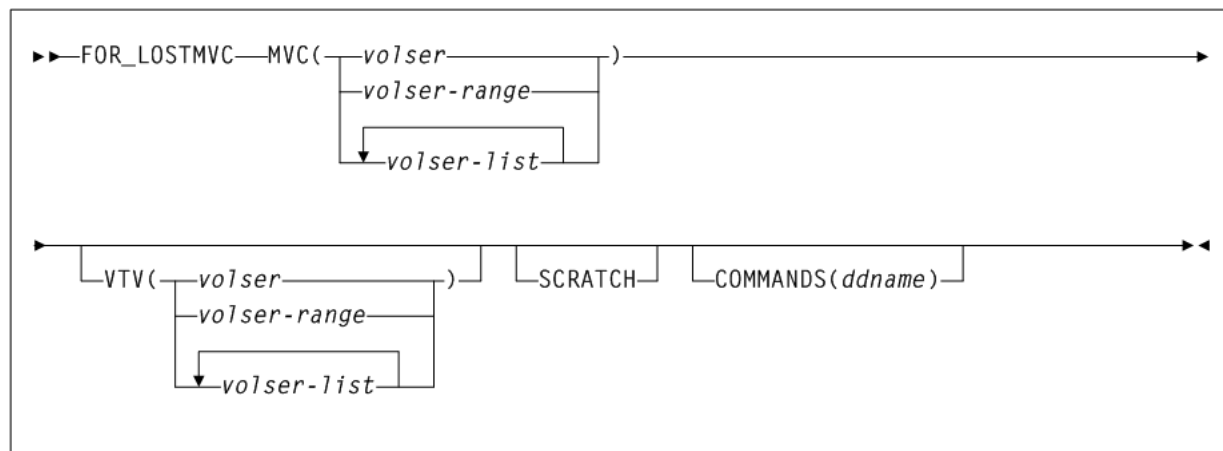 FOR_LOSTMVC MVC( volser )
volser-range
volser-list
VTV( volser ) SCRATCH COMMANDS(ddname)
volser-range
volser-list